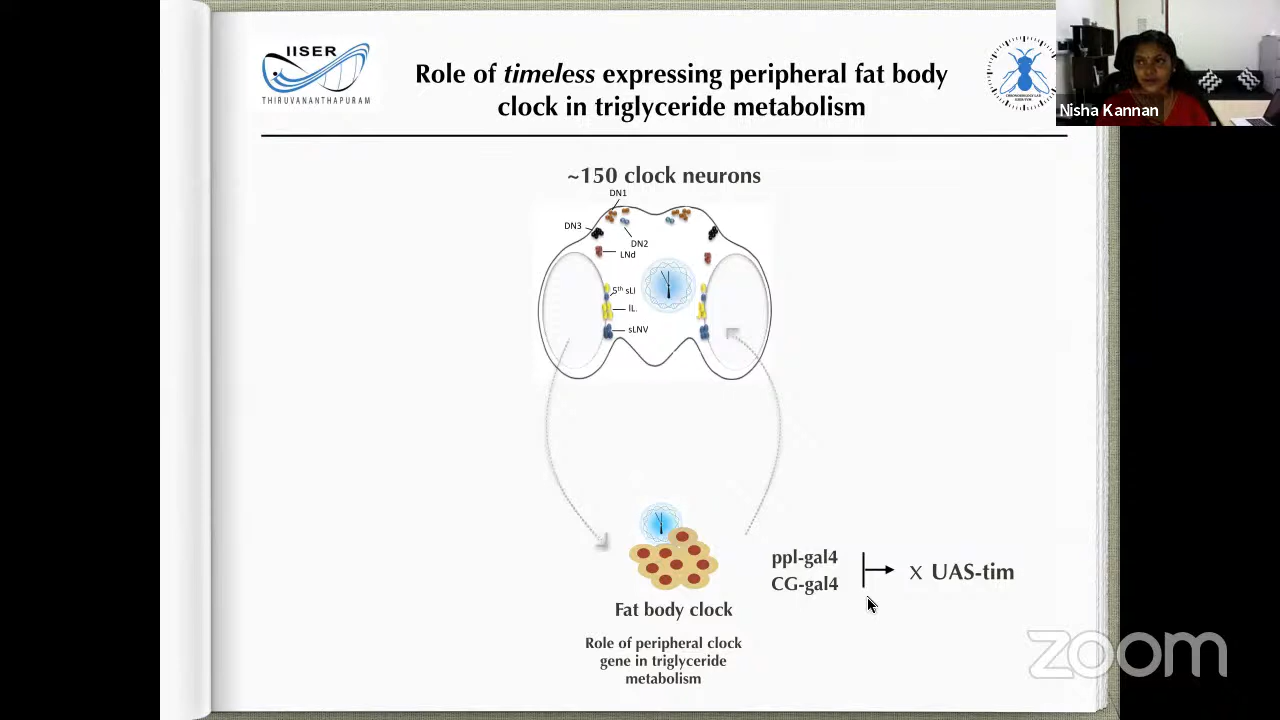 IISER
THIRUVANANTHAPURAM
Role of timeless expressing peripheral fat body
clock in triglyceride metabolism
Nisha Kannan
~150 clock neurons
DN1
DN3
DN2
LNd
5th sLI
IL.
sLNV
ppl-gal4
CG-gal4
x UAS-tim
Fat body clock
Role of peripheral clock
gene in triglyceride
metabolism
zoom